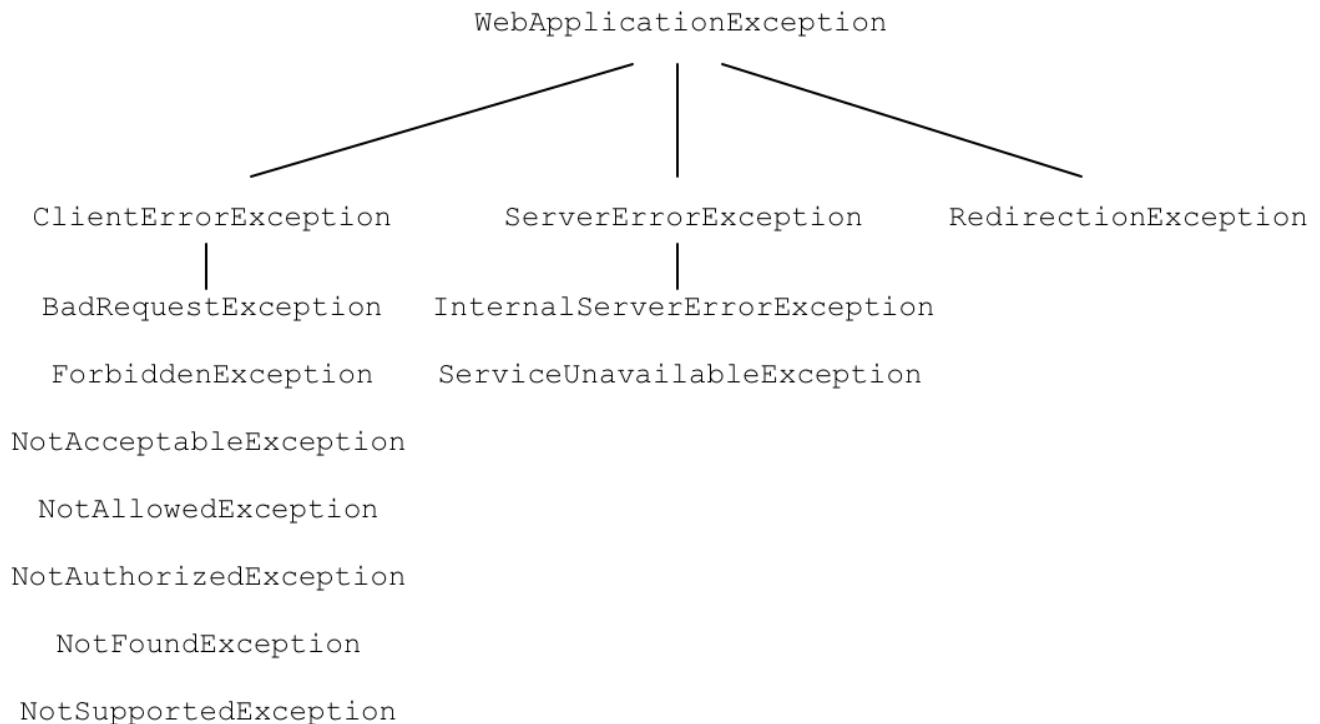 WebApplicationException
ClientErrorException ServerErrorException RedirectionException
BadRequestException InternalServerErrorException
ForbiddenException ServiceUnavailableException
NotAcceptableException
NotAllowedException
NotAuthorizedException
NotFoundException
NotSupportedException